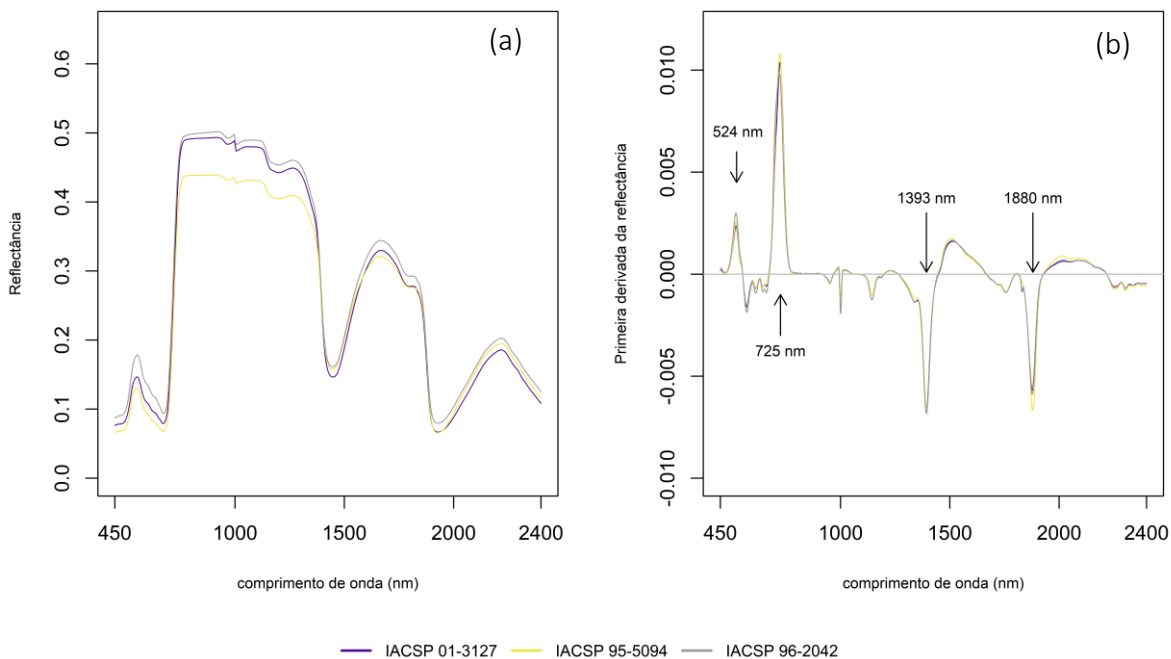 (a)
Reflectância
0.6
0.5
0.4
0.3
0.2
0.1
0.0
450 1000 1500 2000 2400
comprimento de onda (nm)
(b)
Primeira derivada da reflectância
0.010
0.005
0.000
-0.005
-0.010
524 nm
725 nm
1393 nm
1880 nm
450 1000 1500 2000 2400
comprimento de onda (nm)
IACSP 01-3127 IACSP 95-5094 IACSP 96-2042